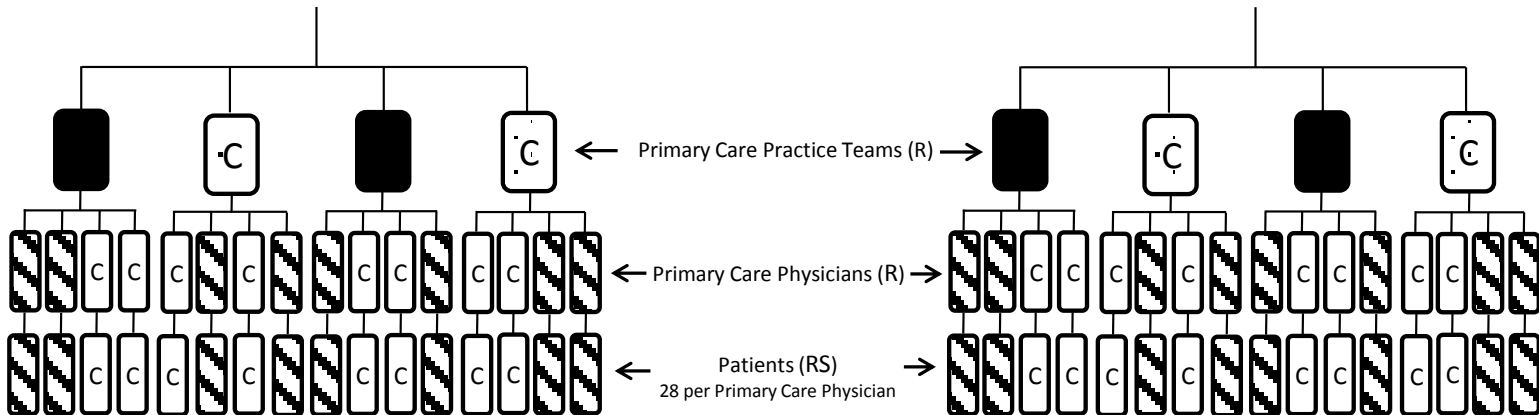 C C Primary Care Practice Teams (R) C C
C C C C C C C C Primary Care Physicians (R) C C C C C C C C
C C C C C C C C Patients (RS) C C C C C C C C
28 per Primary Care Physician